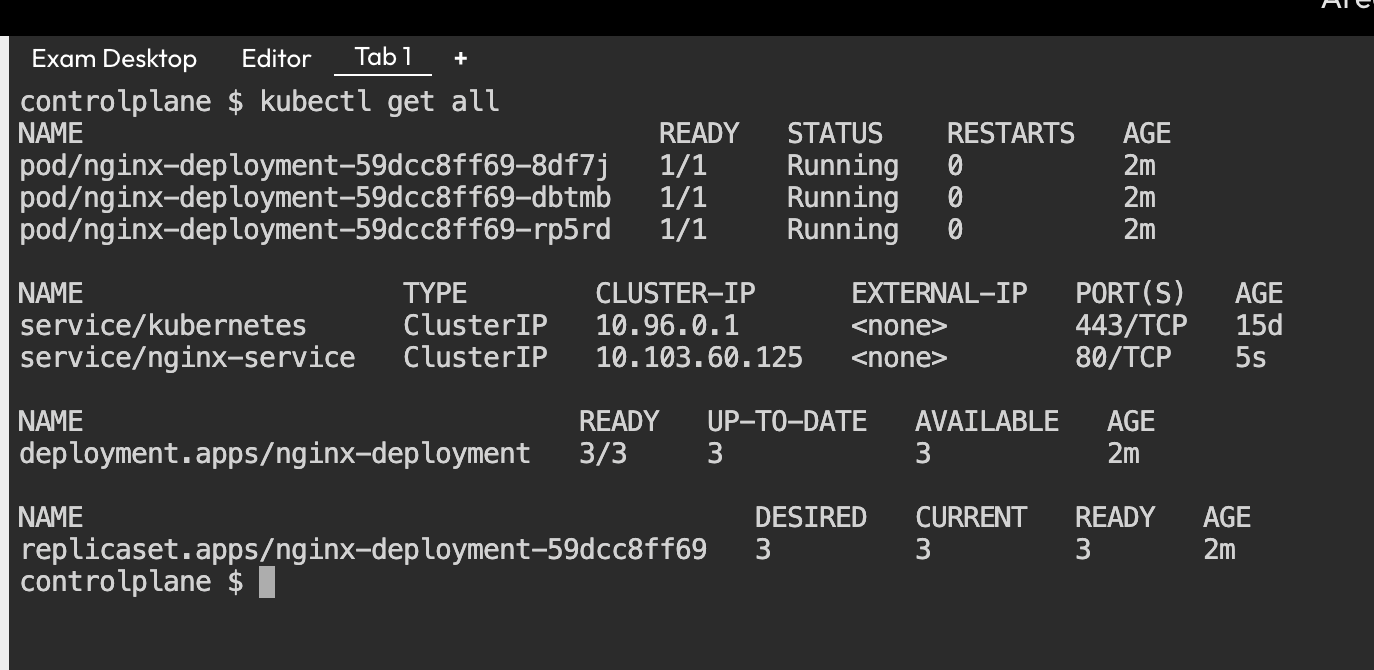 Exam Desktop Editor Tab 1 +
controlplane $ kubectl get all
NAME READY STATUS RESTARTS AGE
pod/nginx-deployment-59dcc8ff69-8df7j 1/1 Running 0 2m
pod/nginx-deployment-59dcc8ff69-dbtmb 1/1 Running 0 2m
pod/nginx-deployment-59dcc8ff69-rp5rd 1/1 Running 0 2m
NAME TYPE CLUSTER-IP EXTERNAL-IP PORT(S) AGE
service/kubernetes ClusterIP 10.96.0.1 <none> 443/TCP 15d
service/nginx-service ClusterIP 10.103.60.125 <none> 80/TCP 5s
NAME READY UP-TO-DATE AVAILABLE AGE
deployment.apps/nginx-deployment 3/3 3 3 2m
NAME DESIRED CURRENT READY AGE
replicaset.apps/nginx-deployment-59dcc8ff69 3 3 3 2m
controlplane $